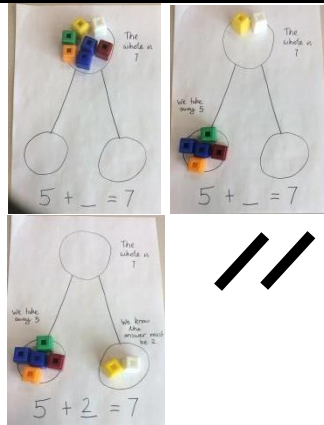 The
whole is
7
5 + _ = 7
The
whole is
7
We take
away 5
5 + _ = 7
The
whole is
7
We take
away 5
We know
the
answer must
be 2.
5 + 2 = 7